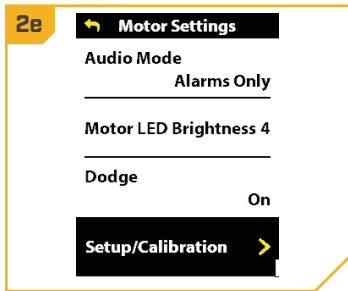 2e
Motor Settings
Audio Mode
Alarms Only
Motor LED Brightness 4
Dodge
On
Setup/Calibration